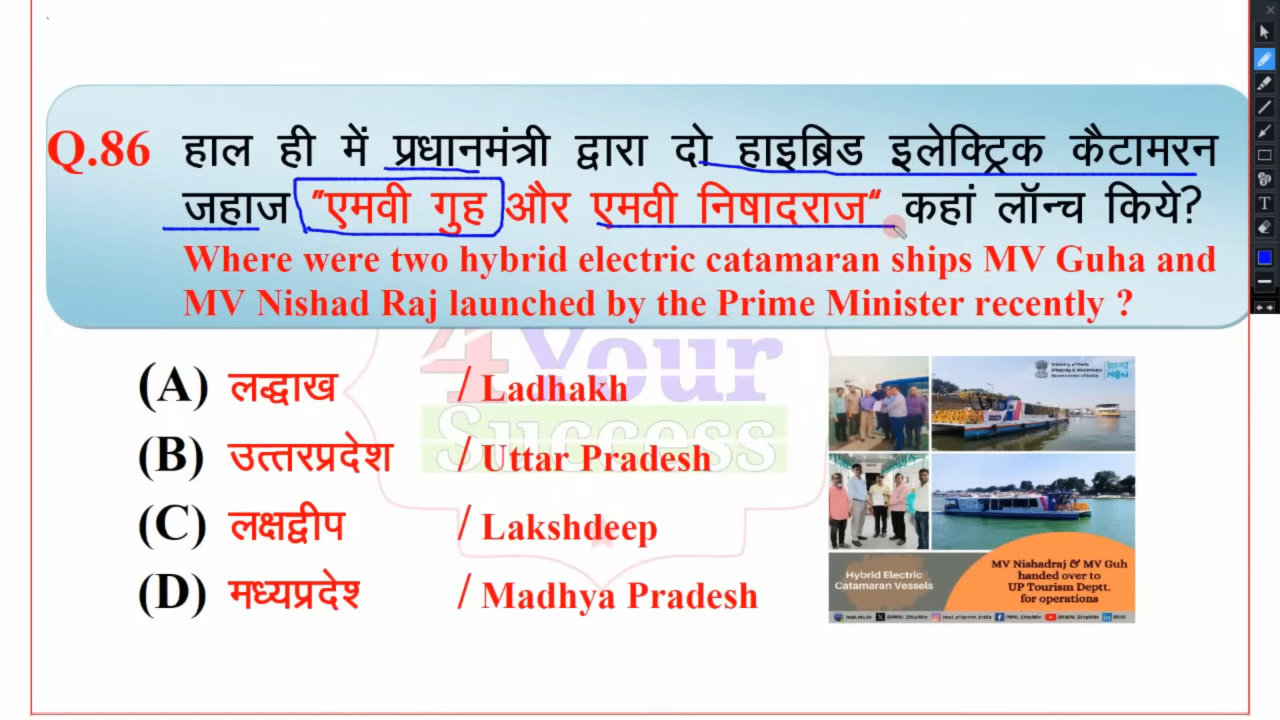 Q.86 हाल ही में प्रधानमंत्री द्वारा दो हाइब्रिड इलेक्ट्रिक कैटामरन
जहाज "एमवी गुह और एमवी निषादराज" कहां लॉन्च किये?
Where were two hybrid electric catamaran ships MV Guha and
MV Nishad Raj launched by the Prime Minister recently ?
4Your
Success
(A) लद्धाख / Ladhakh
(B) उत्तरप्रदेश / Uttar Pradesh
(C) लक्षद्वीप / Lakshdeep
(D) मध्यप्रदेश / Madhya Pradesh
Hybrid Electric
Catamaran Vessels
MV Nishadraj & MV Guh
handed over to
UP Tourism Deptt.
for operations